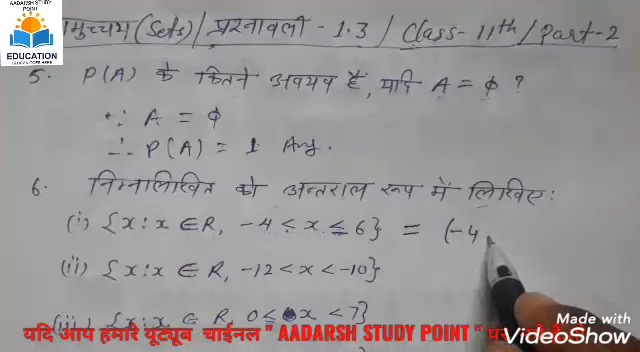 AADARSH STUDY POINT
EDUCATION
समुच्चय (Sets) / प्रश्नावली - 1.3 / Class - 11th / Part-2
5. P(A) के कितने अवयव हैं, यदि A = φ ?
∵ A = φ
∴ P(A) = 1 Ans.
6. निम्नलिखित को अन्तराल रूप में लिखिए:
(i) {x : x ∈ R, -4 < x ≤ 6} = (-4
(ii) {x : x ∈ R, -12 < x < -10}
(iii) {x : x ∈ R, 0 ≤ x < 7}
यदि आप हमारे यूट्यूब चाईनल " AADARSH STUDY POINT "
Made with
VideoShow